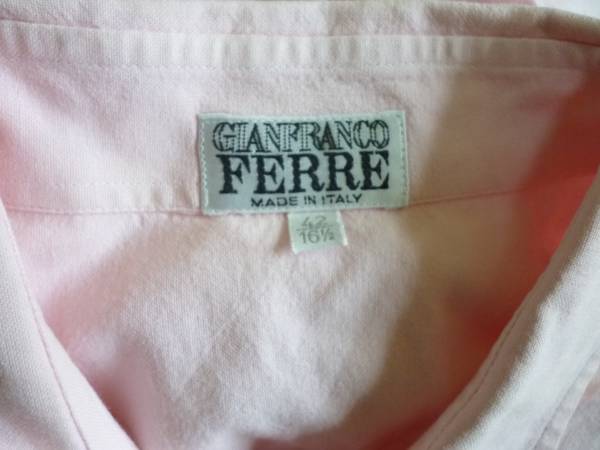 GIANFRANCO
FERRE
MADE IN ITALY
42
16½